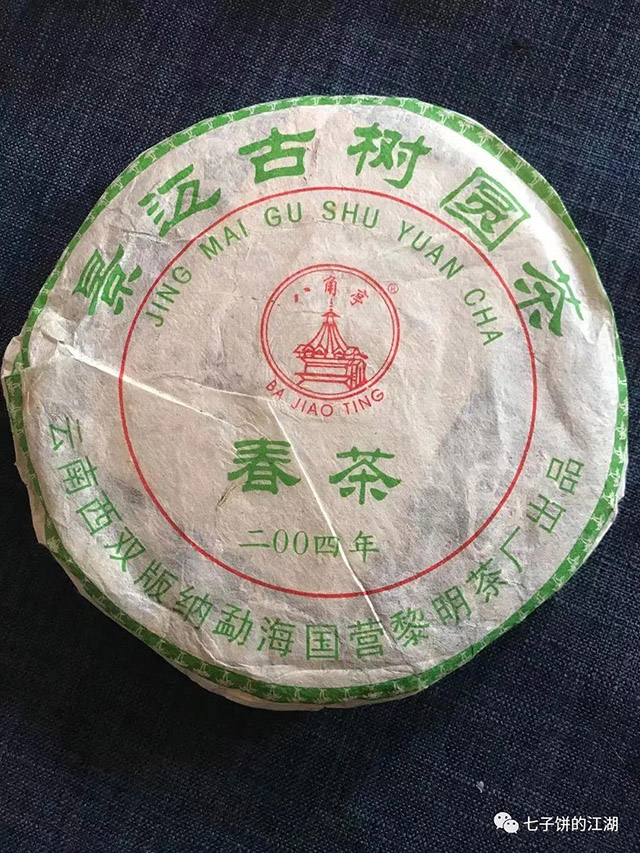 景迈古树圆茶
JING MAI GU SHU YUAN CHA
八角亭®
BA JIAO TING
春茶
二00四年
云南西双版纳勐海国营黎明茶厂出品
七子饼的江湖